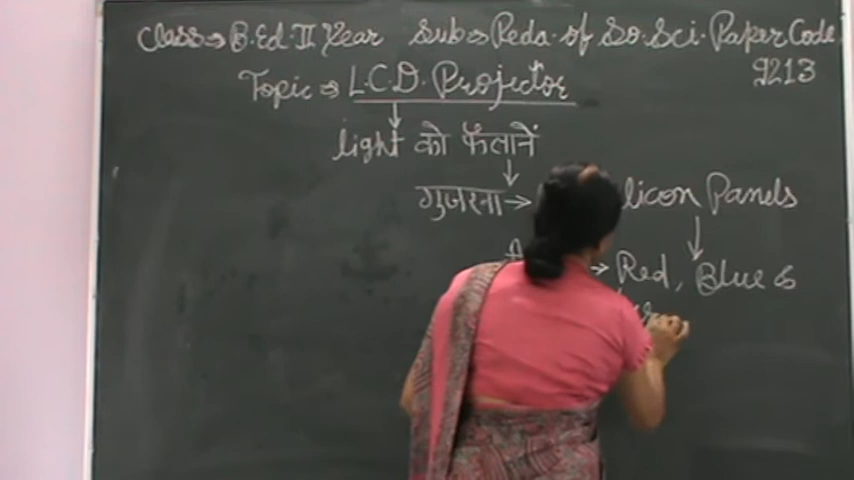 Class⇒ B.Ed. II Year Sub⇒ Peda. of So. Sci. Paper Code
9213
Topic ⇒ L.C.D. Projector
light को फैलानें
गुजरना → ilicon Panels
→ Red, Blue &